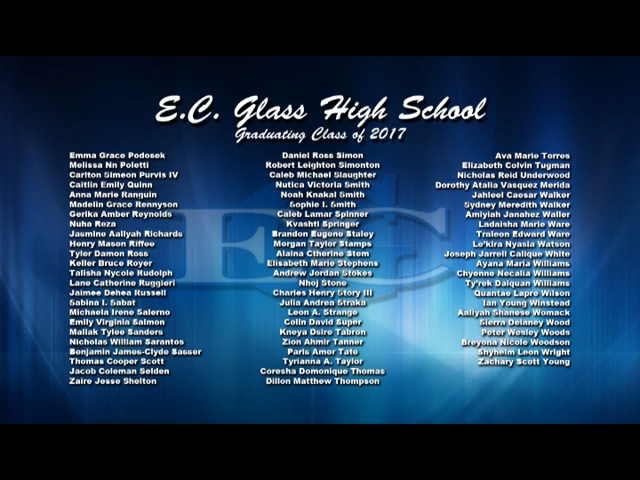 E.C. Glass High School
Graduating Class of 2017
Emma Grace Podosek
Melissa Nn Poletti
Carlton Simeon Purvis IV
Caitlin Emily Quinn
Anna Marie Ranguin
Madelin Grace Rennyson
Gerika Amber Reynolds
Nuha Reza
Jasmine Aaliyah Richards
Henry Mason Riffee
Tyler Damon Ross
Keller Bruce Royer
Talisha Nycole Rudolph
Lane Catherine Ruggieri
Jaimee Dehea Russell
Sabina I. Sabat
Michaela Irene Salerno
Emily Virginia Salmon
Maliak Tylee Sanders
Nicholas William Sarantos
Benjamin James-Clyde Sasser
Thomas Cooper Scott
Jacob Coleman Selden
Zaire Jesse Shelton
Daniel Ross Simon
Robert Leighton Simonton
Caleb Michael Slaughter
Nutica Victoria Smith
Noah Knakal Smith
Sophie I. Smith
Caleb Lamar Spinner
Kvashti Springer
Brandon Eugene Staley
Morgan Taylor Stamps
Alaina Ctherine Stem
Elisabeth Marie Stephens
Andrew Jordan Stokes
Nhoj Stone
Charles Henry Story III
Julia Andrea Straka
Leon A. Strange
Colin David Super
Kneya Dsire Tabron
Zion Ahmir Tanner
Paris Amor Tate
Tyrianna A. Taylor
Coresha Domonique Thomas
Dillon Matthew Thompson
Ava Marie Torres
Elizabeth Colvin Tugman
Nicholas Reid Underwood
Dorothy Atalia Vasquez Merida
Jahleel Caesar Walker
Sydney Meredith Walker
Amiyiah Janahez Waller
Ladaisha Marie Ware
Treleon Edward Ware
Le'kira Nyasia Watson
Joseph Jarrell Calique White
Ayana Maria Williams
Chyenne Necalia Williams
Ty'rek Daiquan Williams
Quantae Lapre Wilson
Ian Young Winstead
Aaliyah Shanese Womack
Sierra Delaney Wood
Peter Wesley Woods
Breyona Nicole Woodson
Shyheim Leon Wright
Zachary Scott Young